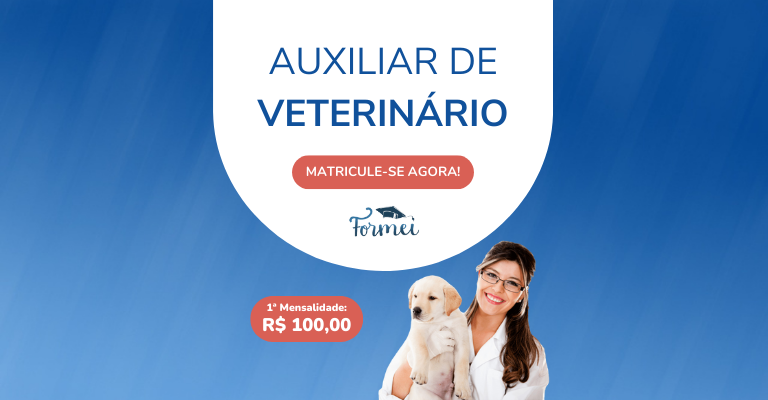 AUXILIAR DE
VETERINÁRIO
MATRICULE-SE AGORA!
Formei
1ª Mensalidade:
R$ 100,00